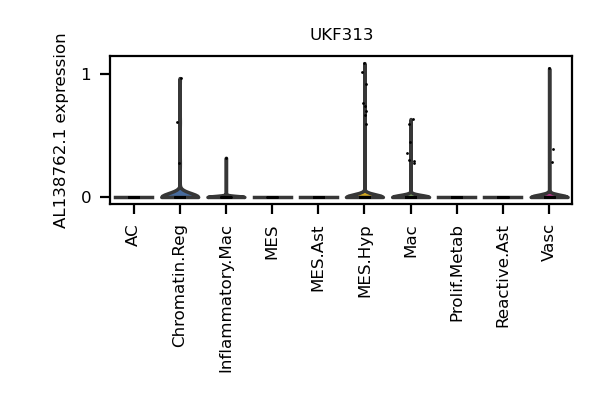 UKF313
AL138762.1 expression
1
0
AC
Chromatin.Reg
Inflammatory.Mac
MES
MES.Ast
MES.Hyp
Mac
Prolif.Metab
Reactive.Ast
Vasc